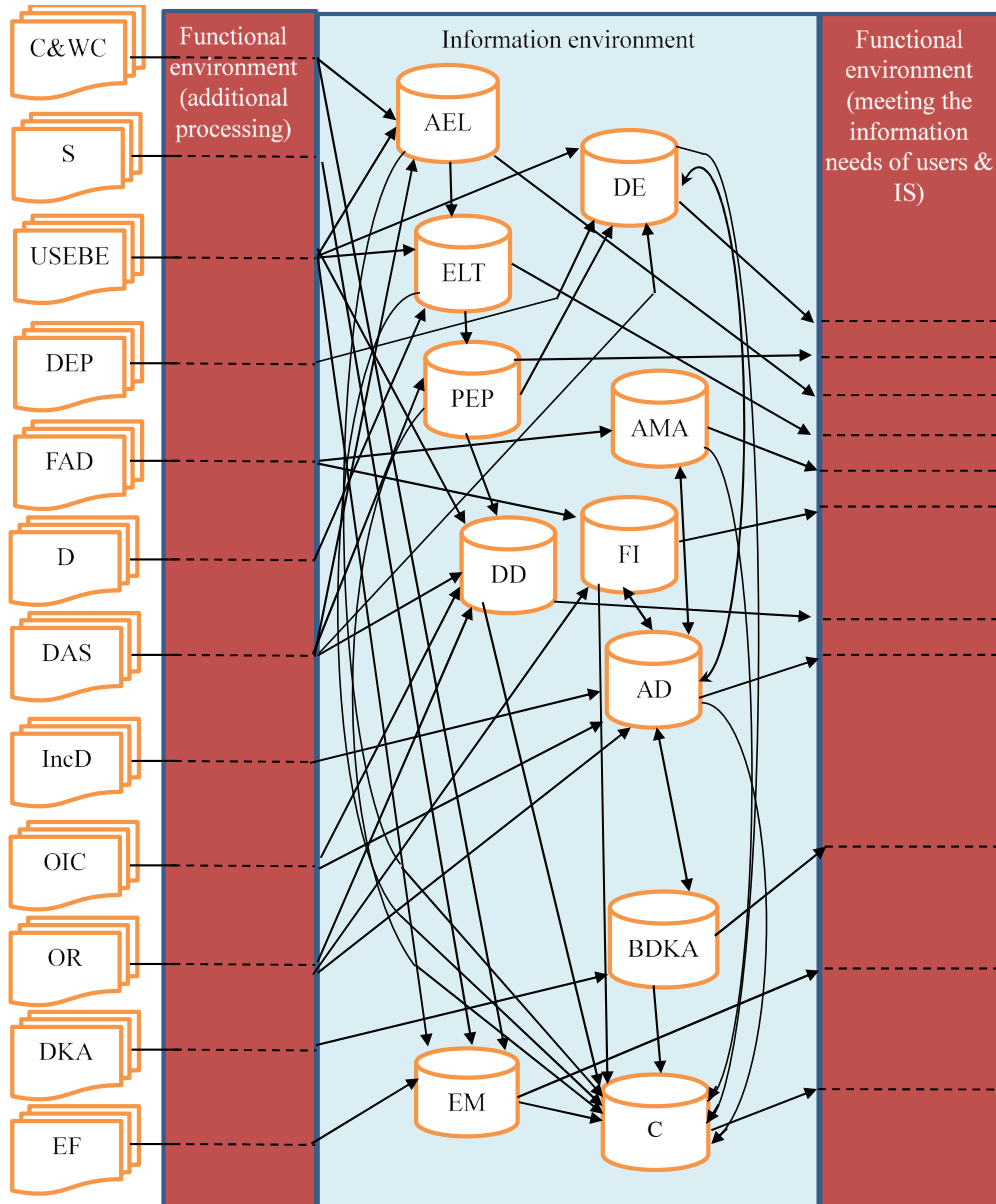 C&WC
S
USEBE
DEP
FAD
D
DAS
IncD
OIC
OR
DKA
EF
Functional
environment
(additional
processing)
Information environment
AEL
DE
ELT
PEP
AMA
FI
DD
AD
BDKA
EM
C
Functional
environment
(meeting the
information
needs of users &
IS)